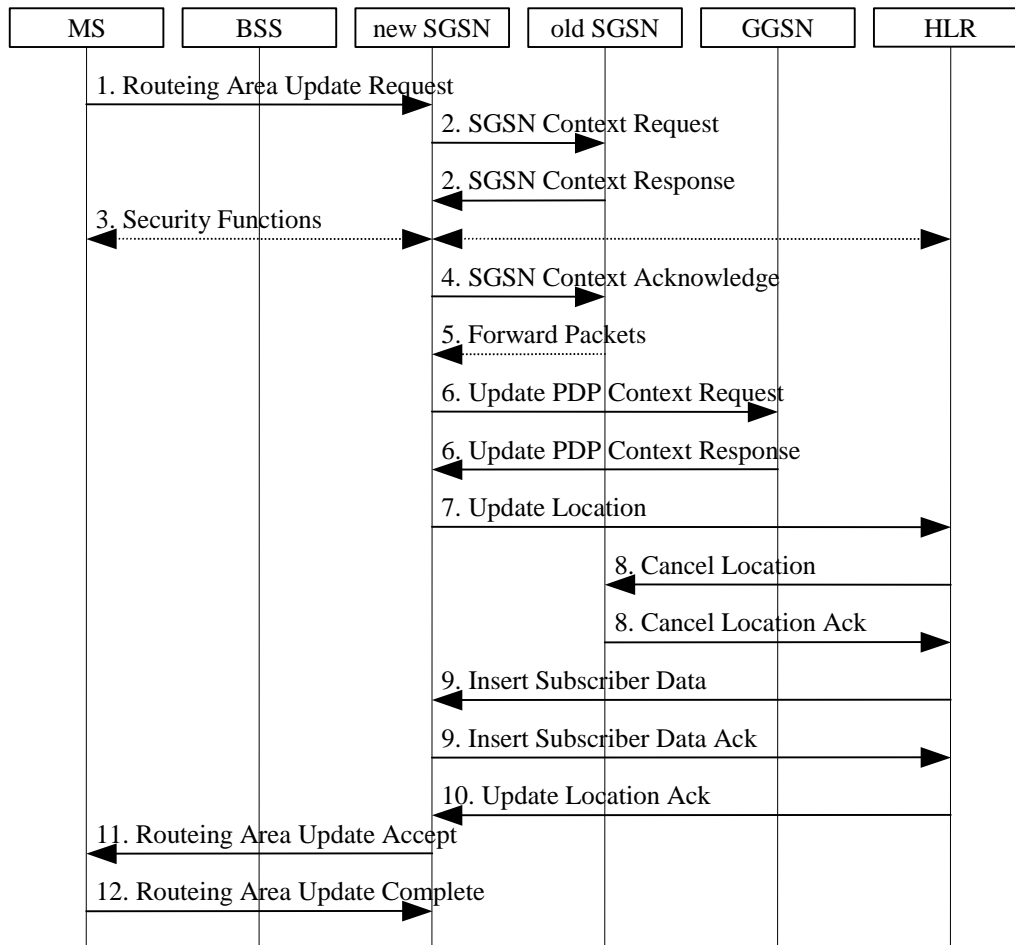 MS BSS new SGSN old SGSN GGSN HLR
1. Routeing Area Update Request
2. SGSN Context Request
2. SGSN Context Response
3. Security Functions
4. SGSN Context Acknowledge
5. Forward Packets
6. Update PDP Context Request
6. Update PDP Context Response
7. Update Location
8. Cancel Location
8. Cancel Location Ack
9. Insert Subscriber Data
9. Insert Subscriber Data Ack
10. Update Location Ack
11. Routeing Area Update Accept
12. Routeing Area Update Complete